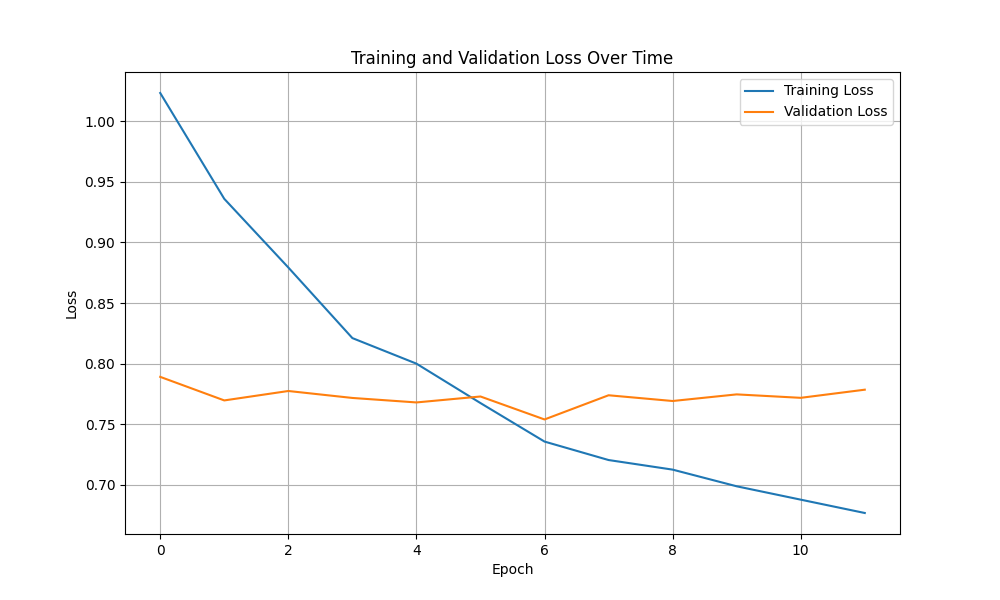 Training and Validation Loss Over Time
Training Loss
Validation Loss
1.00
0.95
0.90
0.85
0.80
0.75
0.70
Loss
0 2 4 6 8 10
Epoch